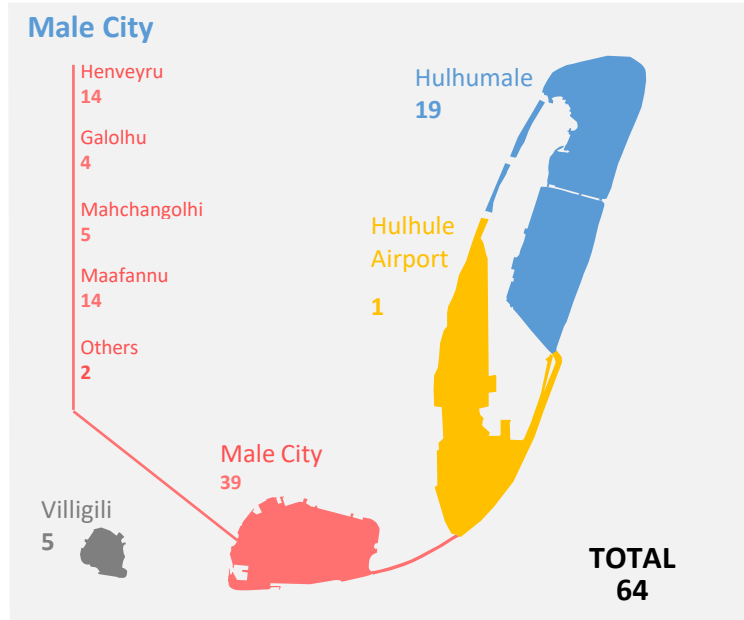 Male City
Henveyru
14
Galolhu
4
Mahchangolhi
5
Maafannu
14
Others
2
Hulhumale
19
Hulhule
Airport
1
Male City
39
Villigili
5
TOTAL
64